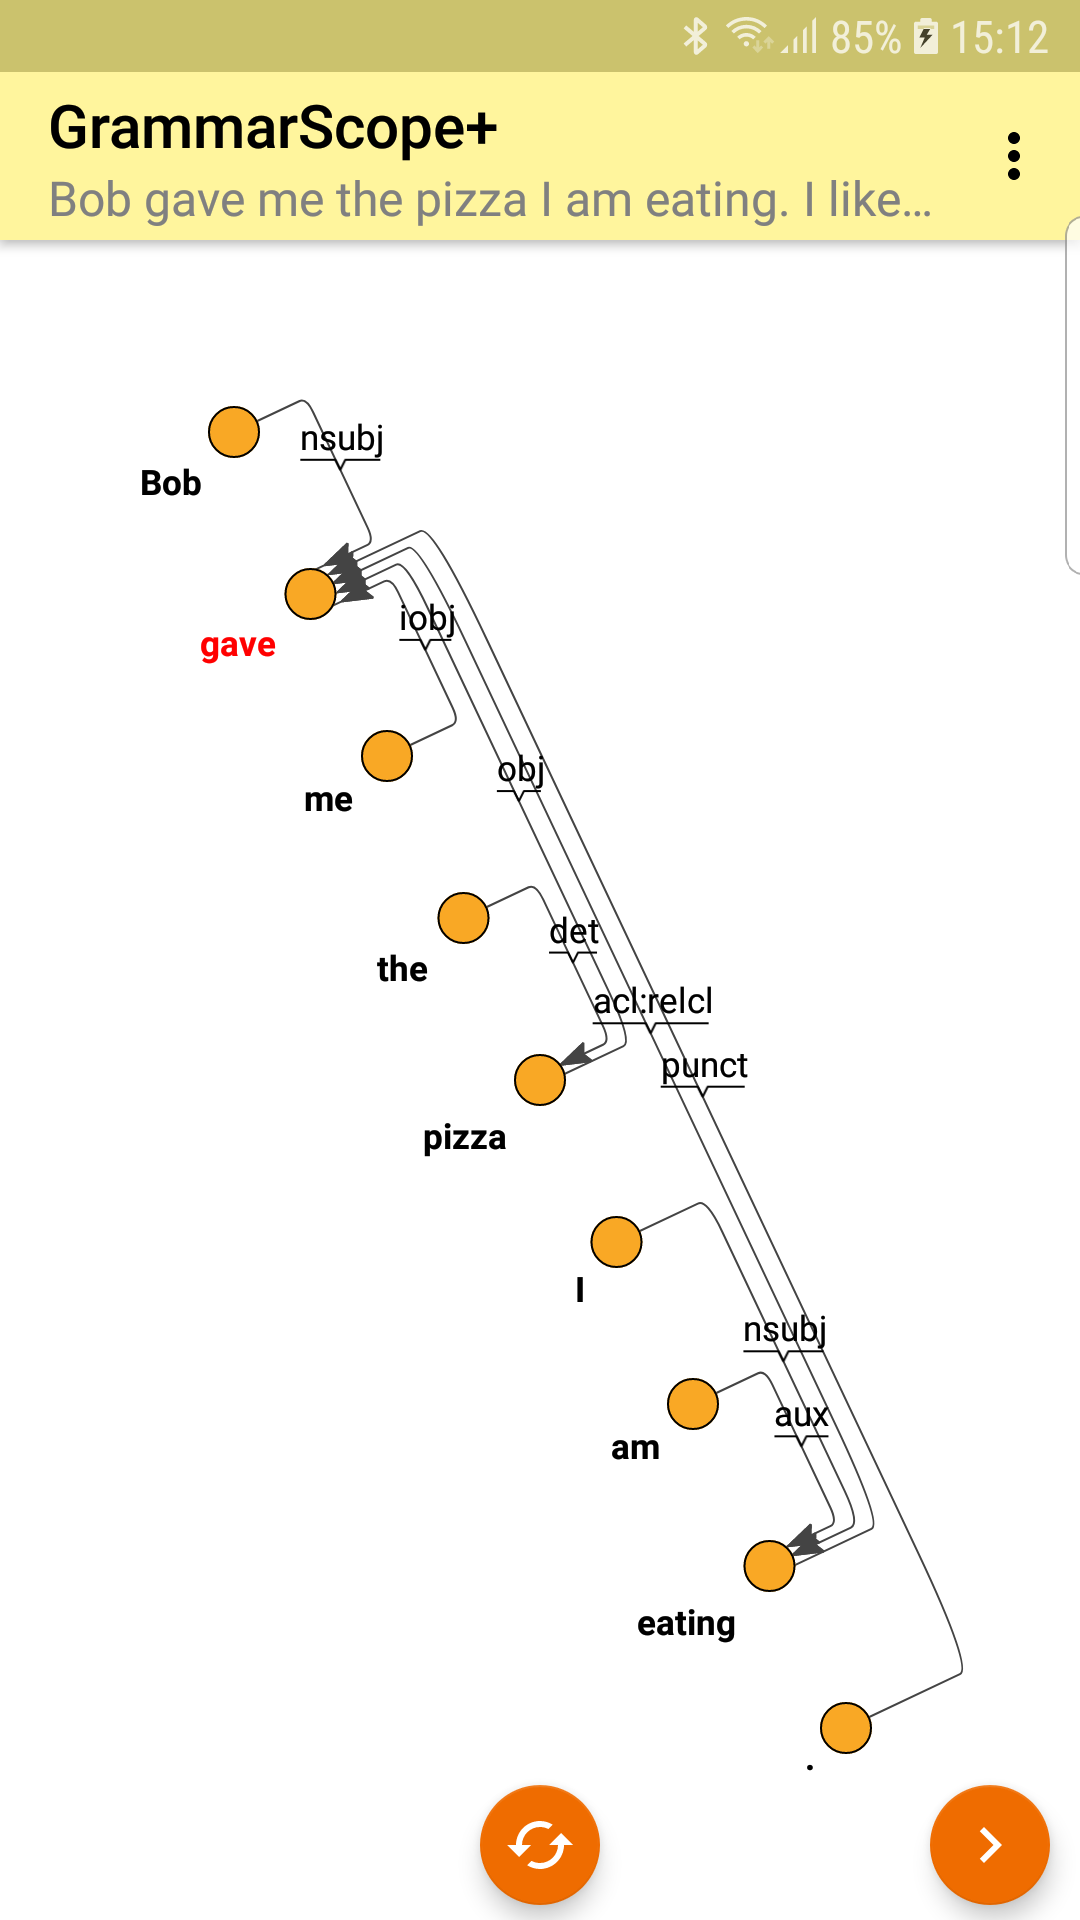 85% 15:12
GrammarScope+
Bob gave me the pizza I am eating. I like...
nsubj
Bob
iobj
gave
obj
me
det
the
acl:relcl
punct
pizza
I
nsubj
aux
am
eating
.